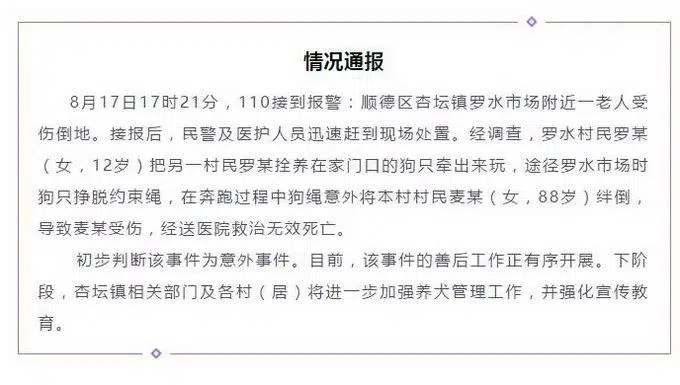 情况通报
8月17日17时21分，110接到报警：顺德区杏坛镇罗水市场附近一老人受
伤倒地。接报后，民警及医护人员迅速赶到现场处置。经调查，罗水村民罗某
（女，12岁）把另一村民罗某拴养在家门口的狗只牵出来玩，途径罗水市场时
狗只挣脱约束绳，在奔跑过程中狗绳意外将本村村民麦某（女，88岁）绊倒，
导致麦某受伤，经送医院救治无效死亡。
初步判断该事件为意外事件。目前，该事件的善后工作正有序开展。下阶
段，杏坛镇相关部门及各村（居）将进一步加强养犬管理工作，并强化宣传教
育。